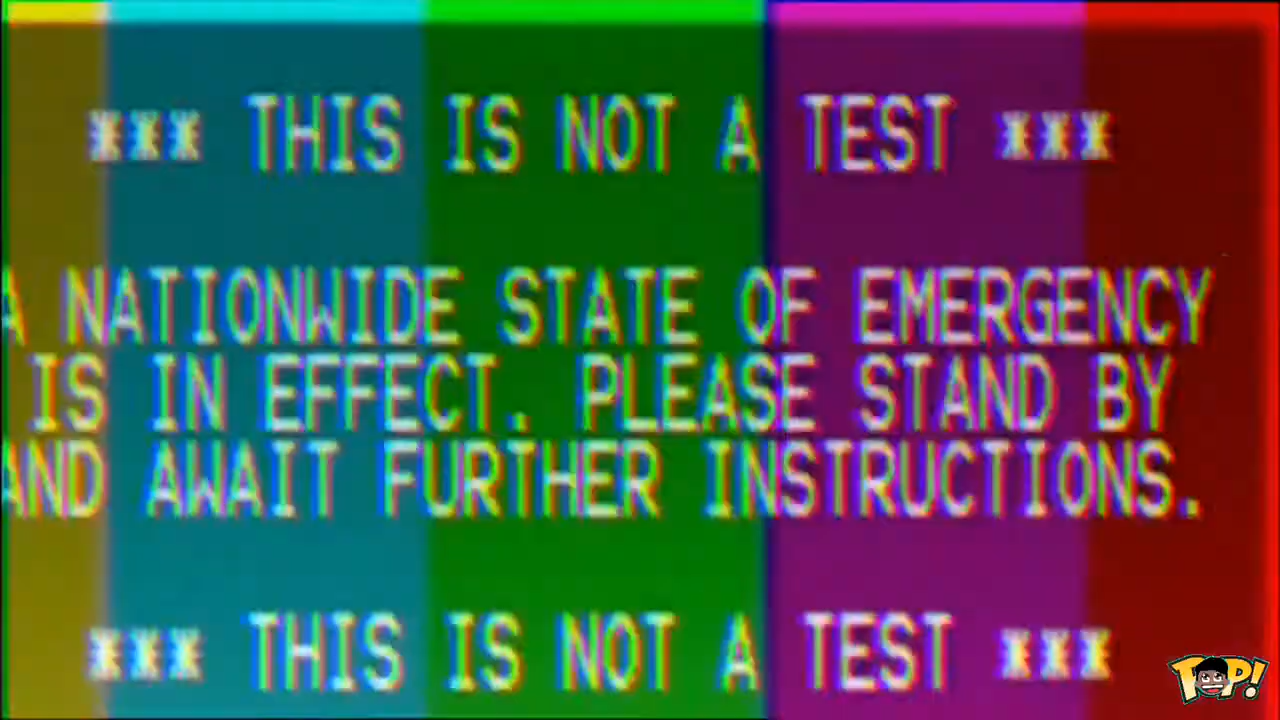 *** THIS IS NOT A TEST ***
A NATIONWIDE STATE OF EMERGENCY
IS IN EFFECT. PLEASE STAND BY
AND AWAIT FURTHER INSTRUCTIONS.
*** THIS IS NOT A TEST ***
TOP!